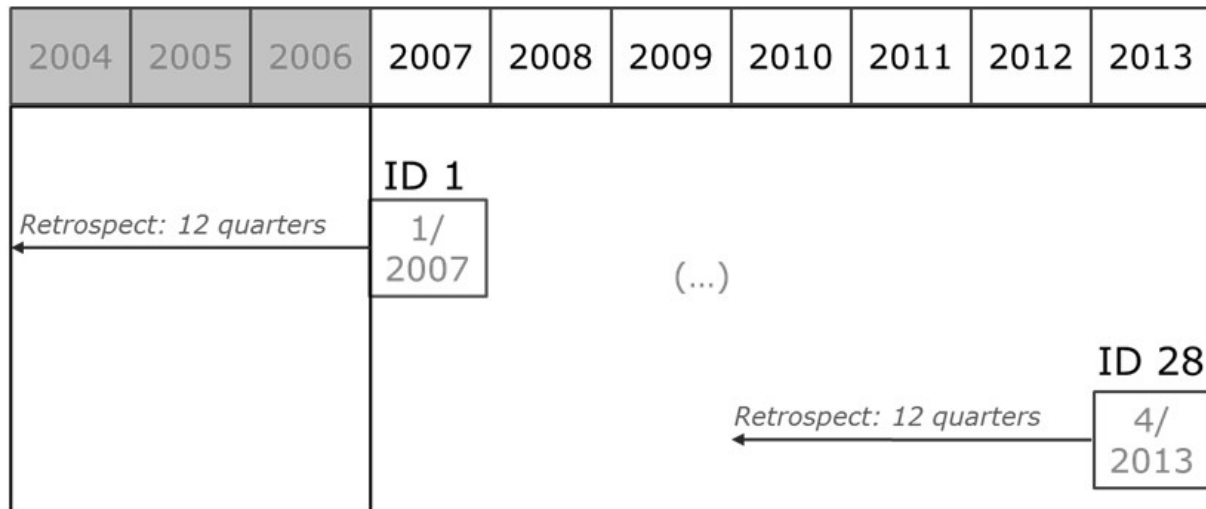 2004 2005 2006 2007 2008 2009 2010 2011 2012 2013
ID 1
Retrospect: 12 quarters
1/
2007
(...)
ID 28
Retrospect: 12 quarters
4/
2013